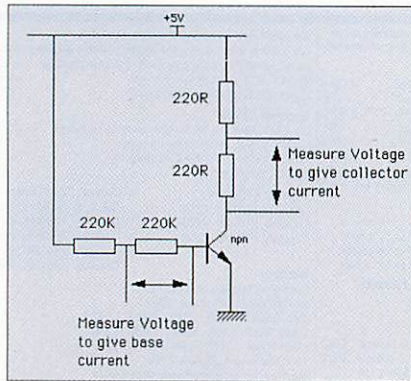 +5V
220R
220R
Measure Voltage
to give collector
current
220K 220K
npn
Measure Voltage
to give base
current